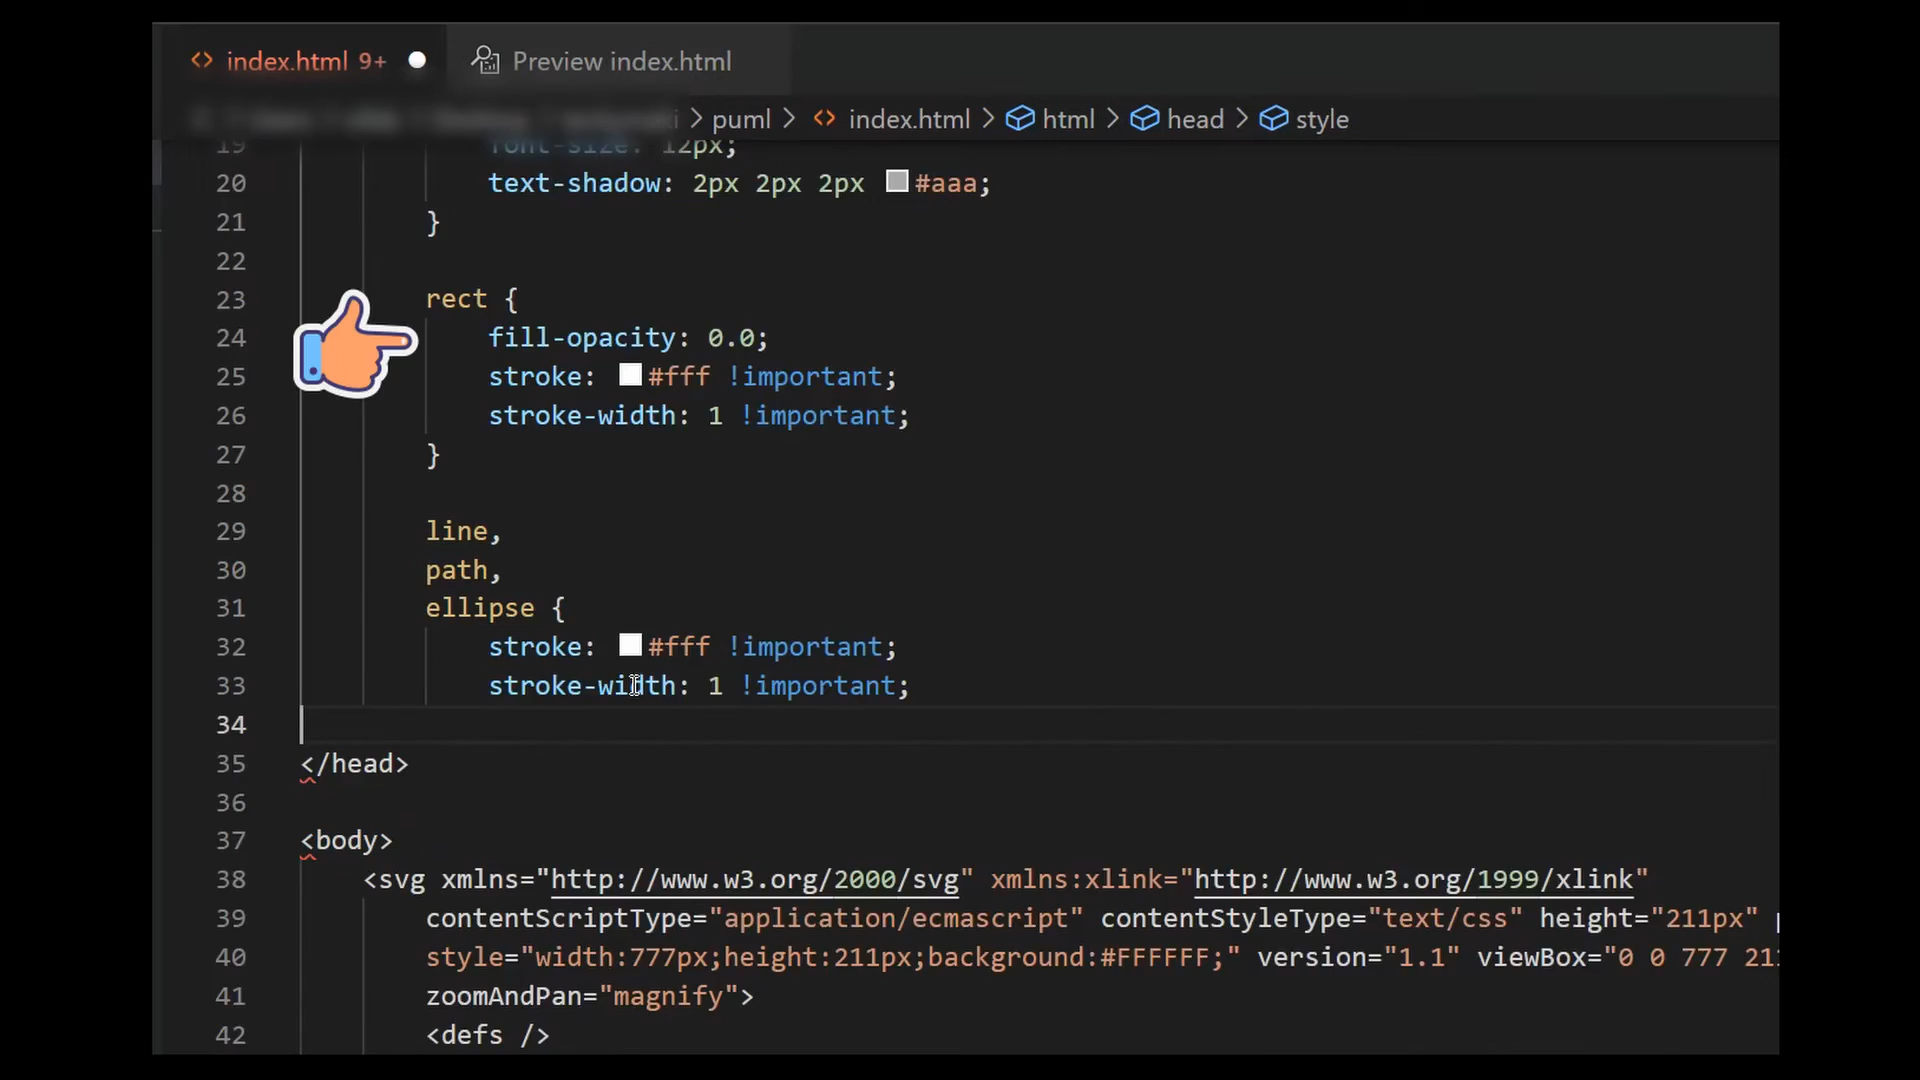 index.html 9+ Preview index.html
puml > index.html > html > head > style
19 font-size: 12px;
20 text-shadow: 2px 2px 2px #aaa;
21 }
22
23 rect {
24 fill-opacity: 0.0;
25 stroke: #fff !important;
26 stroke-width: 1 !important;
27 }
28
29 line,
30 path,
31 ellipse {
32 stroke: #fff !important;
33 stroke-width: 1 !important;
34
35 </head>
36
37 <body>
38 <svg xmlns="http://www.w3.org/2000/svg" xmlns:xlink="http://www.w3.org/1999/xlink"
39 contentScriptType="application/ecmascript" contentStyleType="text/css" height="211px"
40 style="width:777px;height:211px;background:#FFFFFF;" version="1.1" viewBox="0 0 777 211
41 zoomAndPan="magnify">
42 <defs />